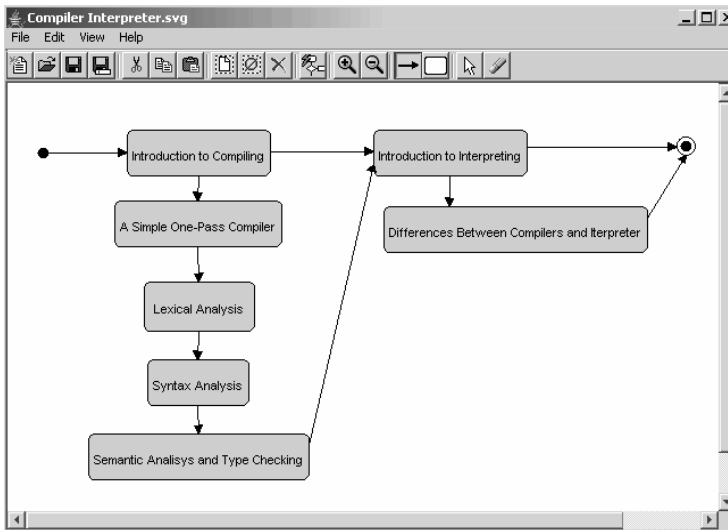 Compiler Interpreter.svg
File Edit View Help
Introduction to Compiling
Introduction to Interpreting
A Simple One-Pass Compiler
Differences Between Compilers and Iterpreter
Lexical Analysis
Syntax Analysis
Semantic Analisys and Type Checking